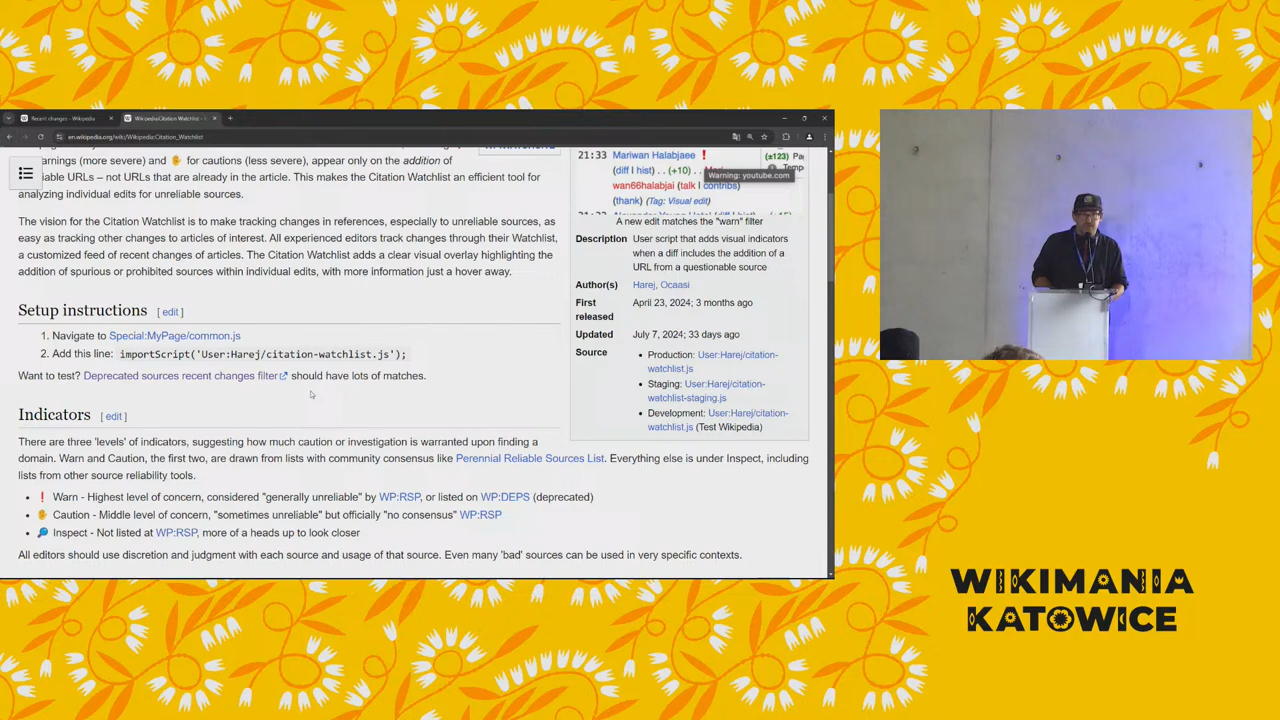 Recent changes - Wikipedia
Wikipedia:Citation Watchlist -
en.wikipedia.org/wiki/Wikipedia:Citation_Watchlist
arnings (more severe) and ✋ for cautions (less severe), appear only on the addition of
iable URLs – not URLs that are already in the article. This makes the Citation Watchlist an efficient tool for
analyzing individual edits for unreliable sources.
The vision for the Citation Watchlist is to make tracking changes in references, especially to unreliable sources, as
easy as tracking other changes to articles of interest. All experienced editors track changes through their Watchlist,
a customized feed of recent changes of articles. The Citation Watchlist adds a clear visual overlay highlighting the
addition of spurious or prohibited sources within individual edits, with more information just a hover away.
Setup instructions [ edit ]
1. Navigate to Special:MyPage/common.js
2. Add this line: importScript('User:Harej/citation-watchlist.js');
Want to test? Deprecated sources recent changes filter should have lots of matches.
Indicators [ edit ]
There are three 'levels' of indicators, suggesting how much caution or investigation is warranted upon finding a
domain. Warn and Caution, the first two, are drawn from lists with community consensus like Perennial Reliable Sources List. Everything else is under Inspect, including
lists from other source reliability tools.
• ❗ Warn - Highest level of concern, considered "generally unreliable" by WP:RSP, or listed on WP:DEPS (deprecated)
• ✋ Caution - Middle level of concern, "sometimes unreliable" but officially "no consensus" WP:RSP
• 🔎 Inspect - Not listed at WP:RSP, more of a heads up to look closer
All editors should use discretion and judgment with each source and usage of that source. Even many 'bad' sources can be used in very specific contexts.
21:33 Mariwan Halabjaee ❗ (±123) Pa
(diff | hist) . . (+10) . . Temp
Warning: youtube.com
wan66halabjai (talk | contribs)
(thank) (Tag: Visual edit)
A new edit matches the "warn" filter
Description User script that adds visual indicators
when a diff includes the addition of a
URL from a questionable source
Author(s) Harej, Ocaasi
First released April 23, 2024; 3 months ago
Updated July 7, 2024; 33 days ago
Source • Production: User:Harej/citation-
watchlist.js
• Staging: User:Harej/citation-
watchlist-staging.js
• Development: User:Harej/citation-
watchlist.js (Test Wikipedia)
WIKIMANIA
KATOWICE